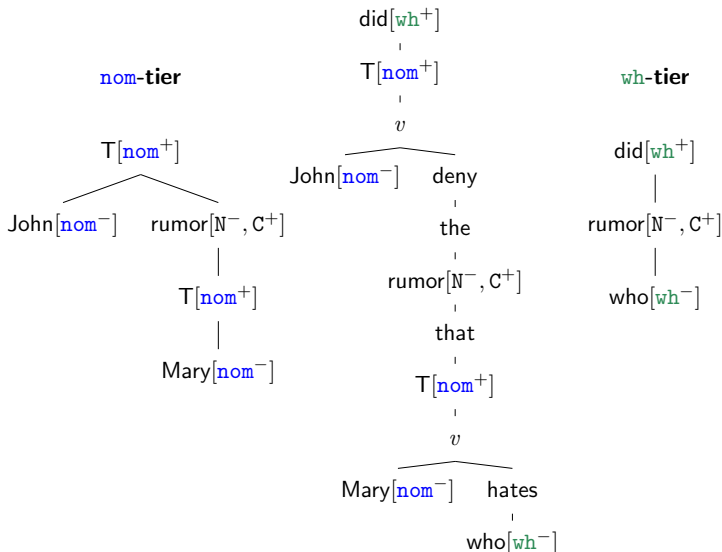 nom-tier
T[nom⁺]
John[nom⁻] rumor[N⁻, C⁺]
T[nom⁺]
Mary[nom⁻]
did[wh⁺]
T[nom⁺]
v
John[nom⁻] deny
the
rumor[N⁻, C⁺]
that
T[nom⁺]
v
Mary[nom⁻] hates
who[wh⁻]
wh-tier
did[wh⁺]
rumor[N⁻, C⁺]
who[wh⁻]